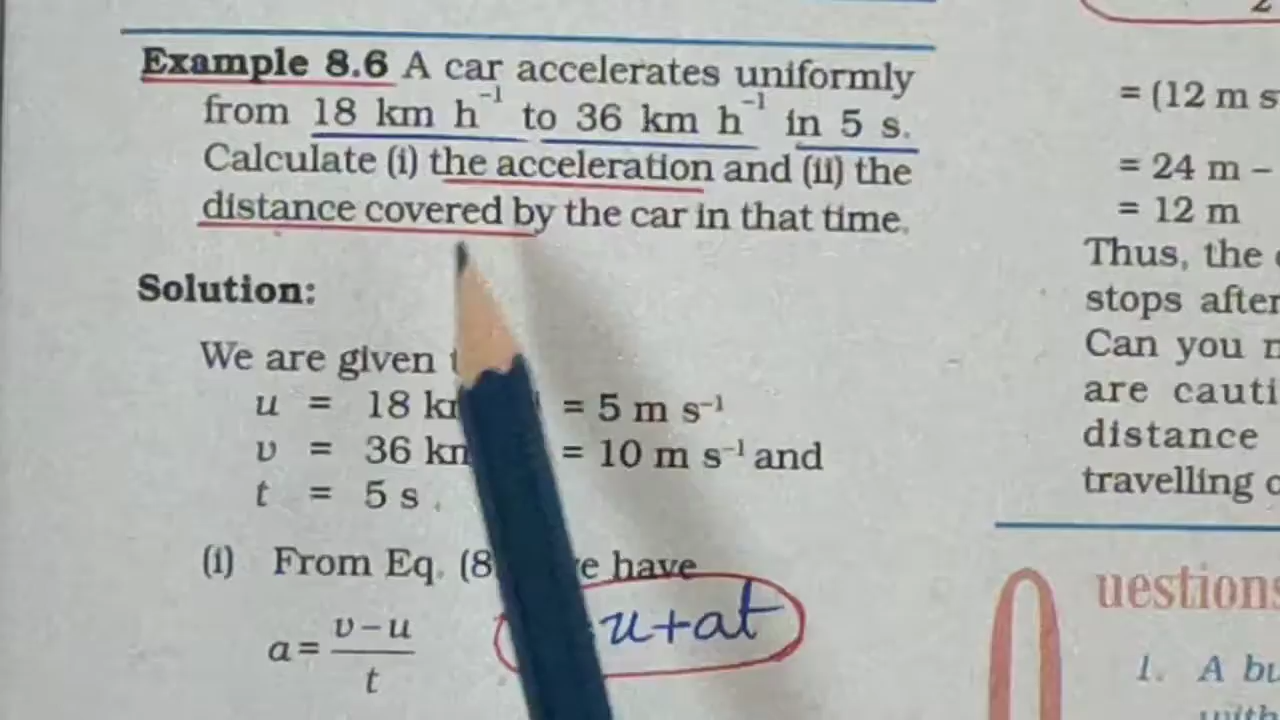 Example 8.6 A car accelerates uniformly
from 18 km h⁻¹ to 36 km h⁻¹ in 5 s.
Calculate (i) the acceleration and (ii) the
distance covered by the car in that time.
Solution:
We are given
u = 18 = 5 m s⁻¹
v = 36 = 10 m s⁻¹ and
t = 5 s.
(i) From Eq. (8 have
a = v – u
t
u+at
= (12 m
= 24 m –
= 12 m
Thus, the
stops after
Can you
are
distance
travelling
uestions
1. A